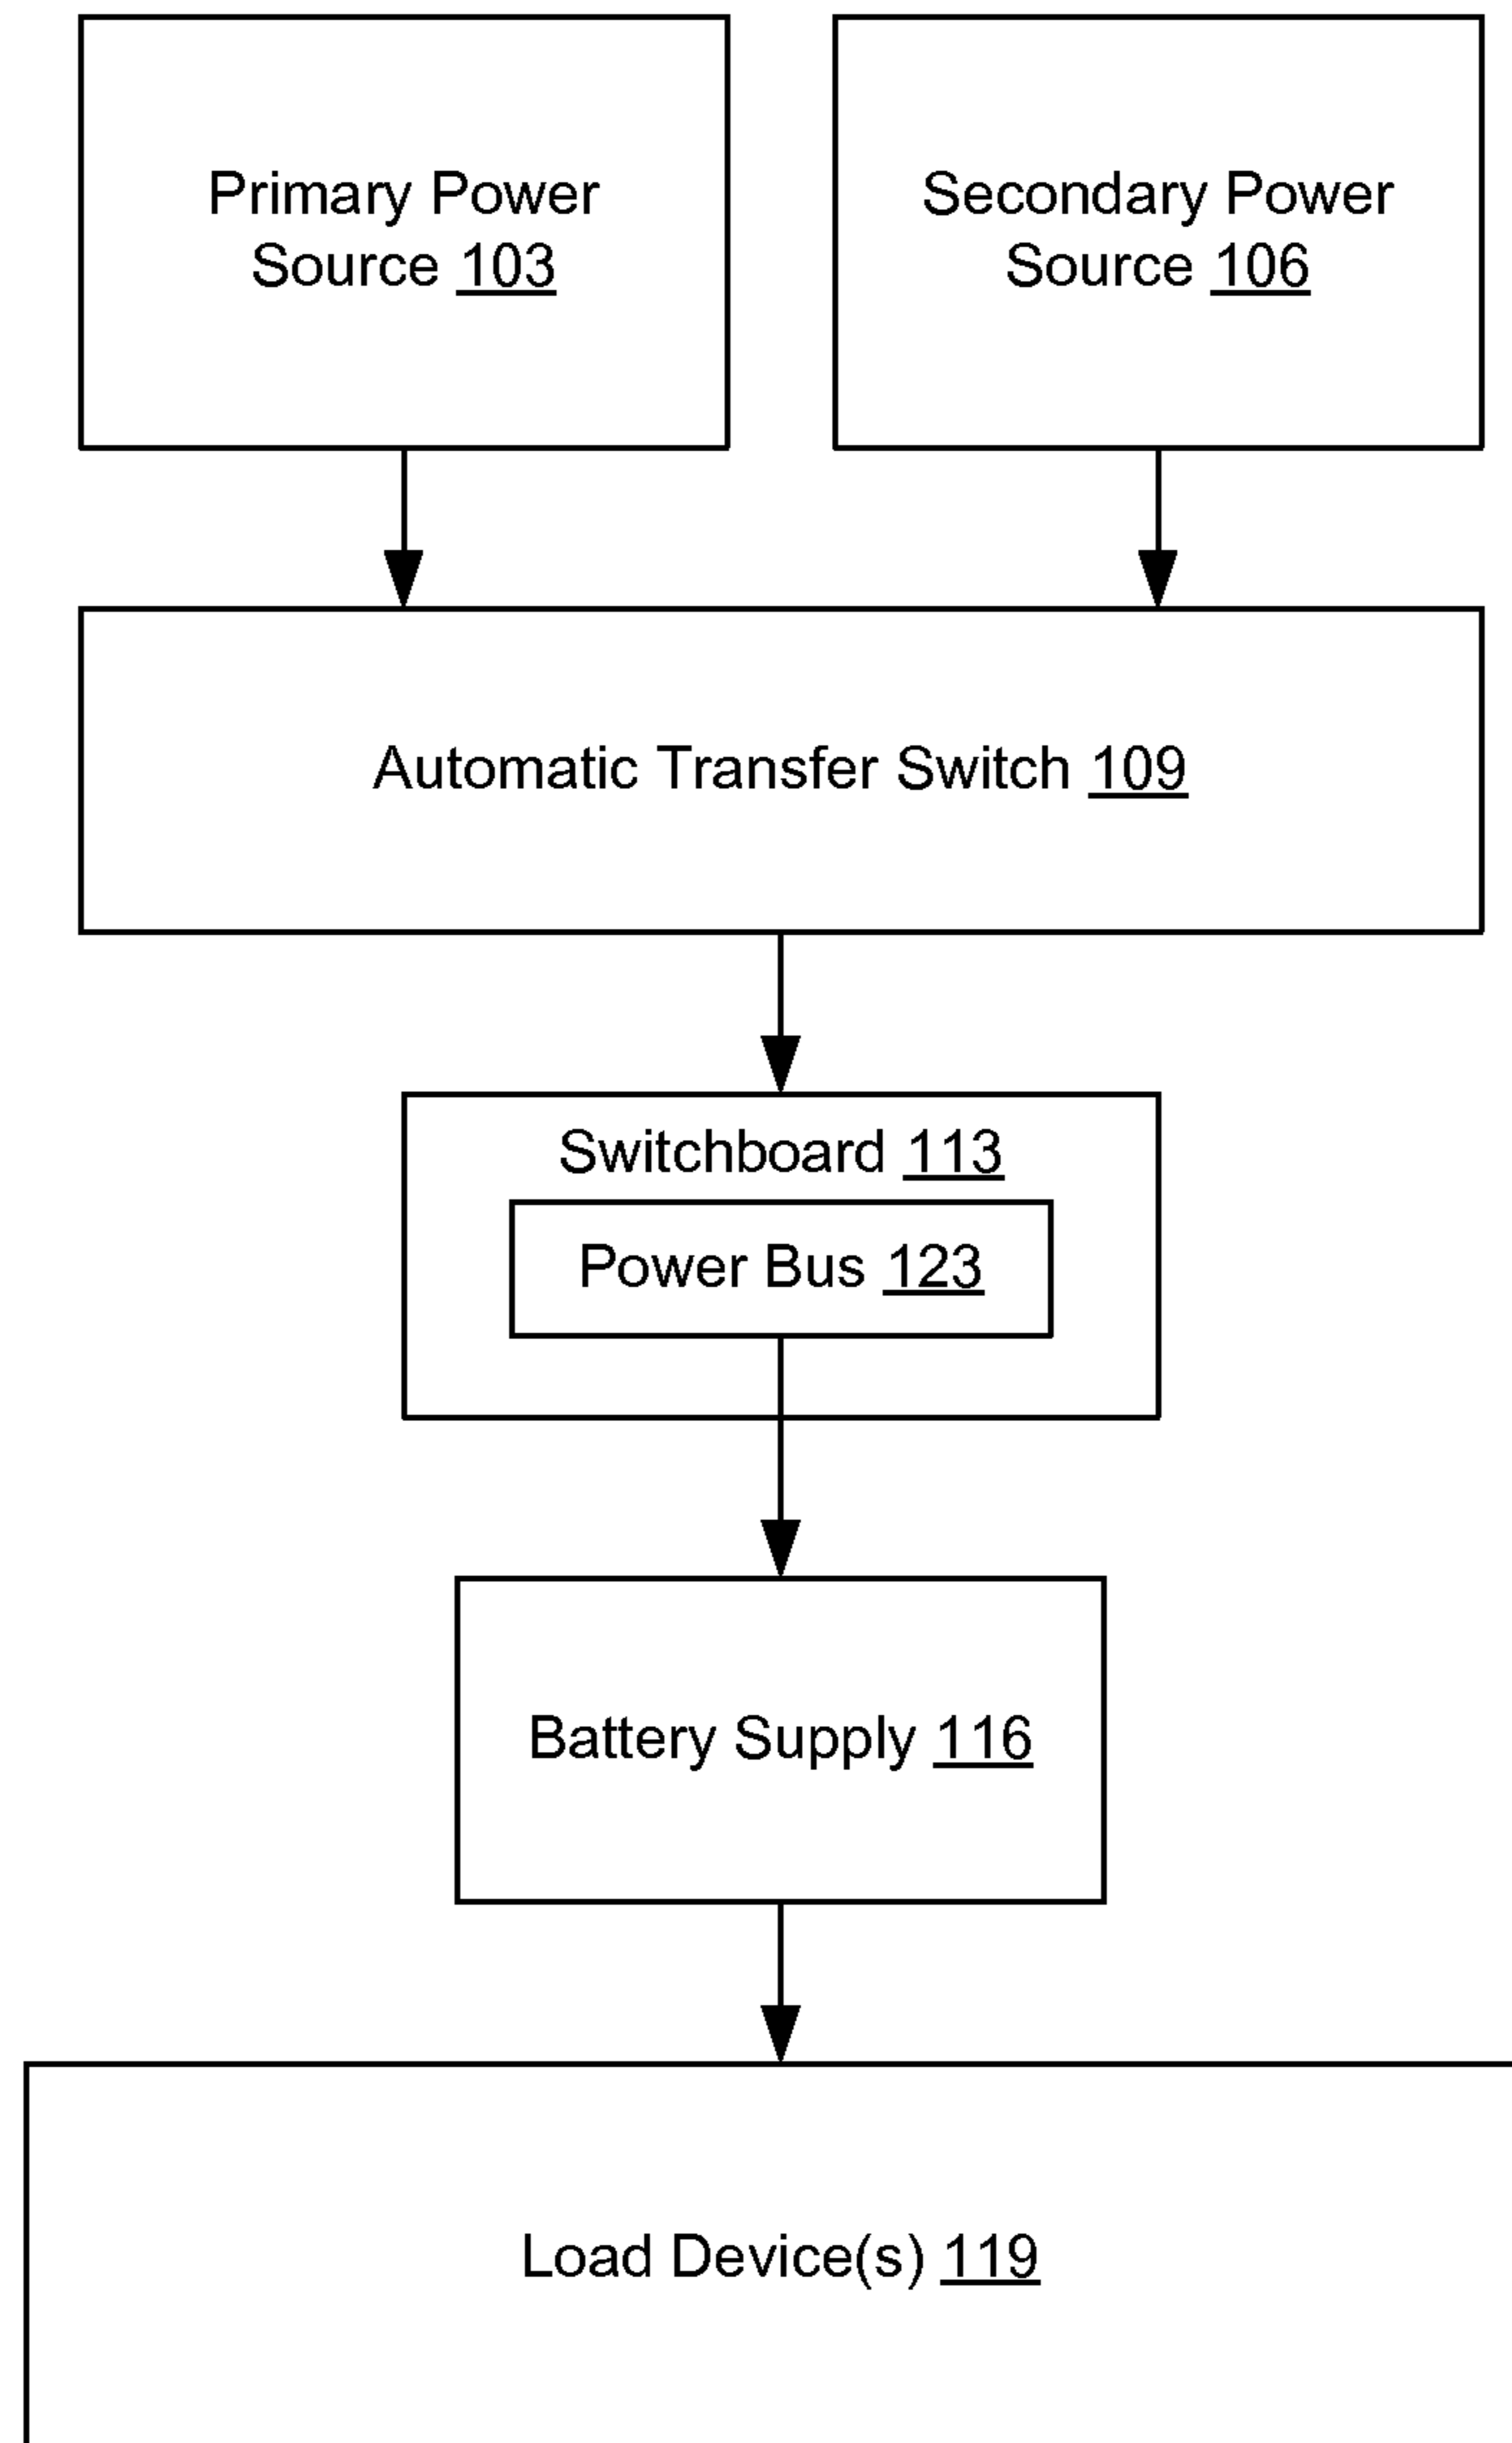 Primary Power
Source 103
Secondary Power
Source 106
Automatic Transfer Switch 109
Switchboard 113
Power Bus 123
Battery Supply 116
Load Device(s) 119